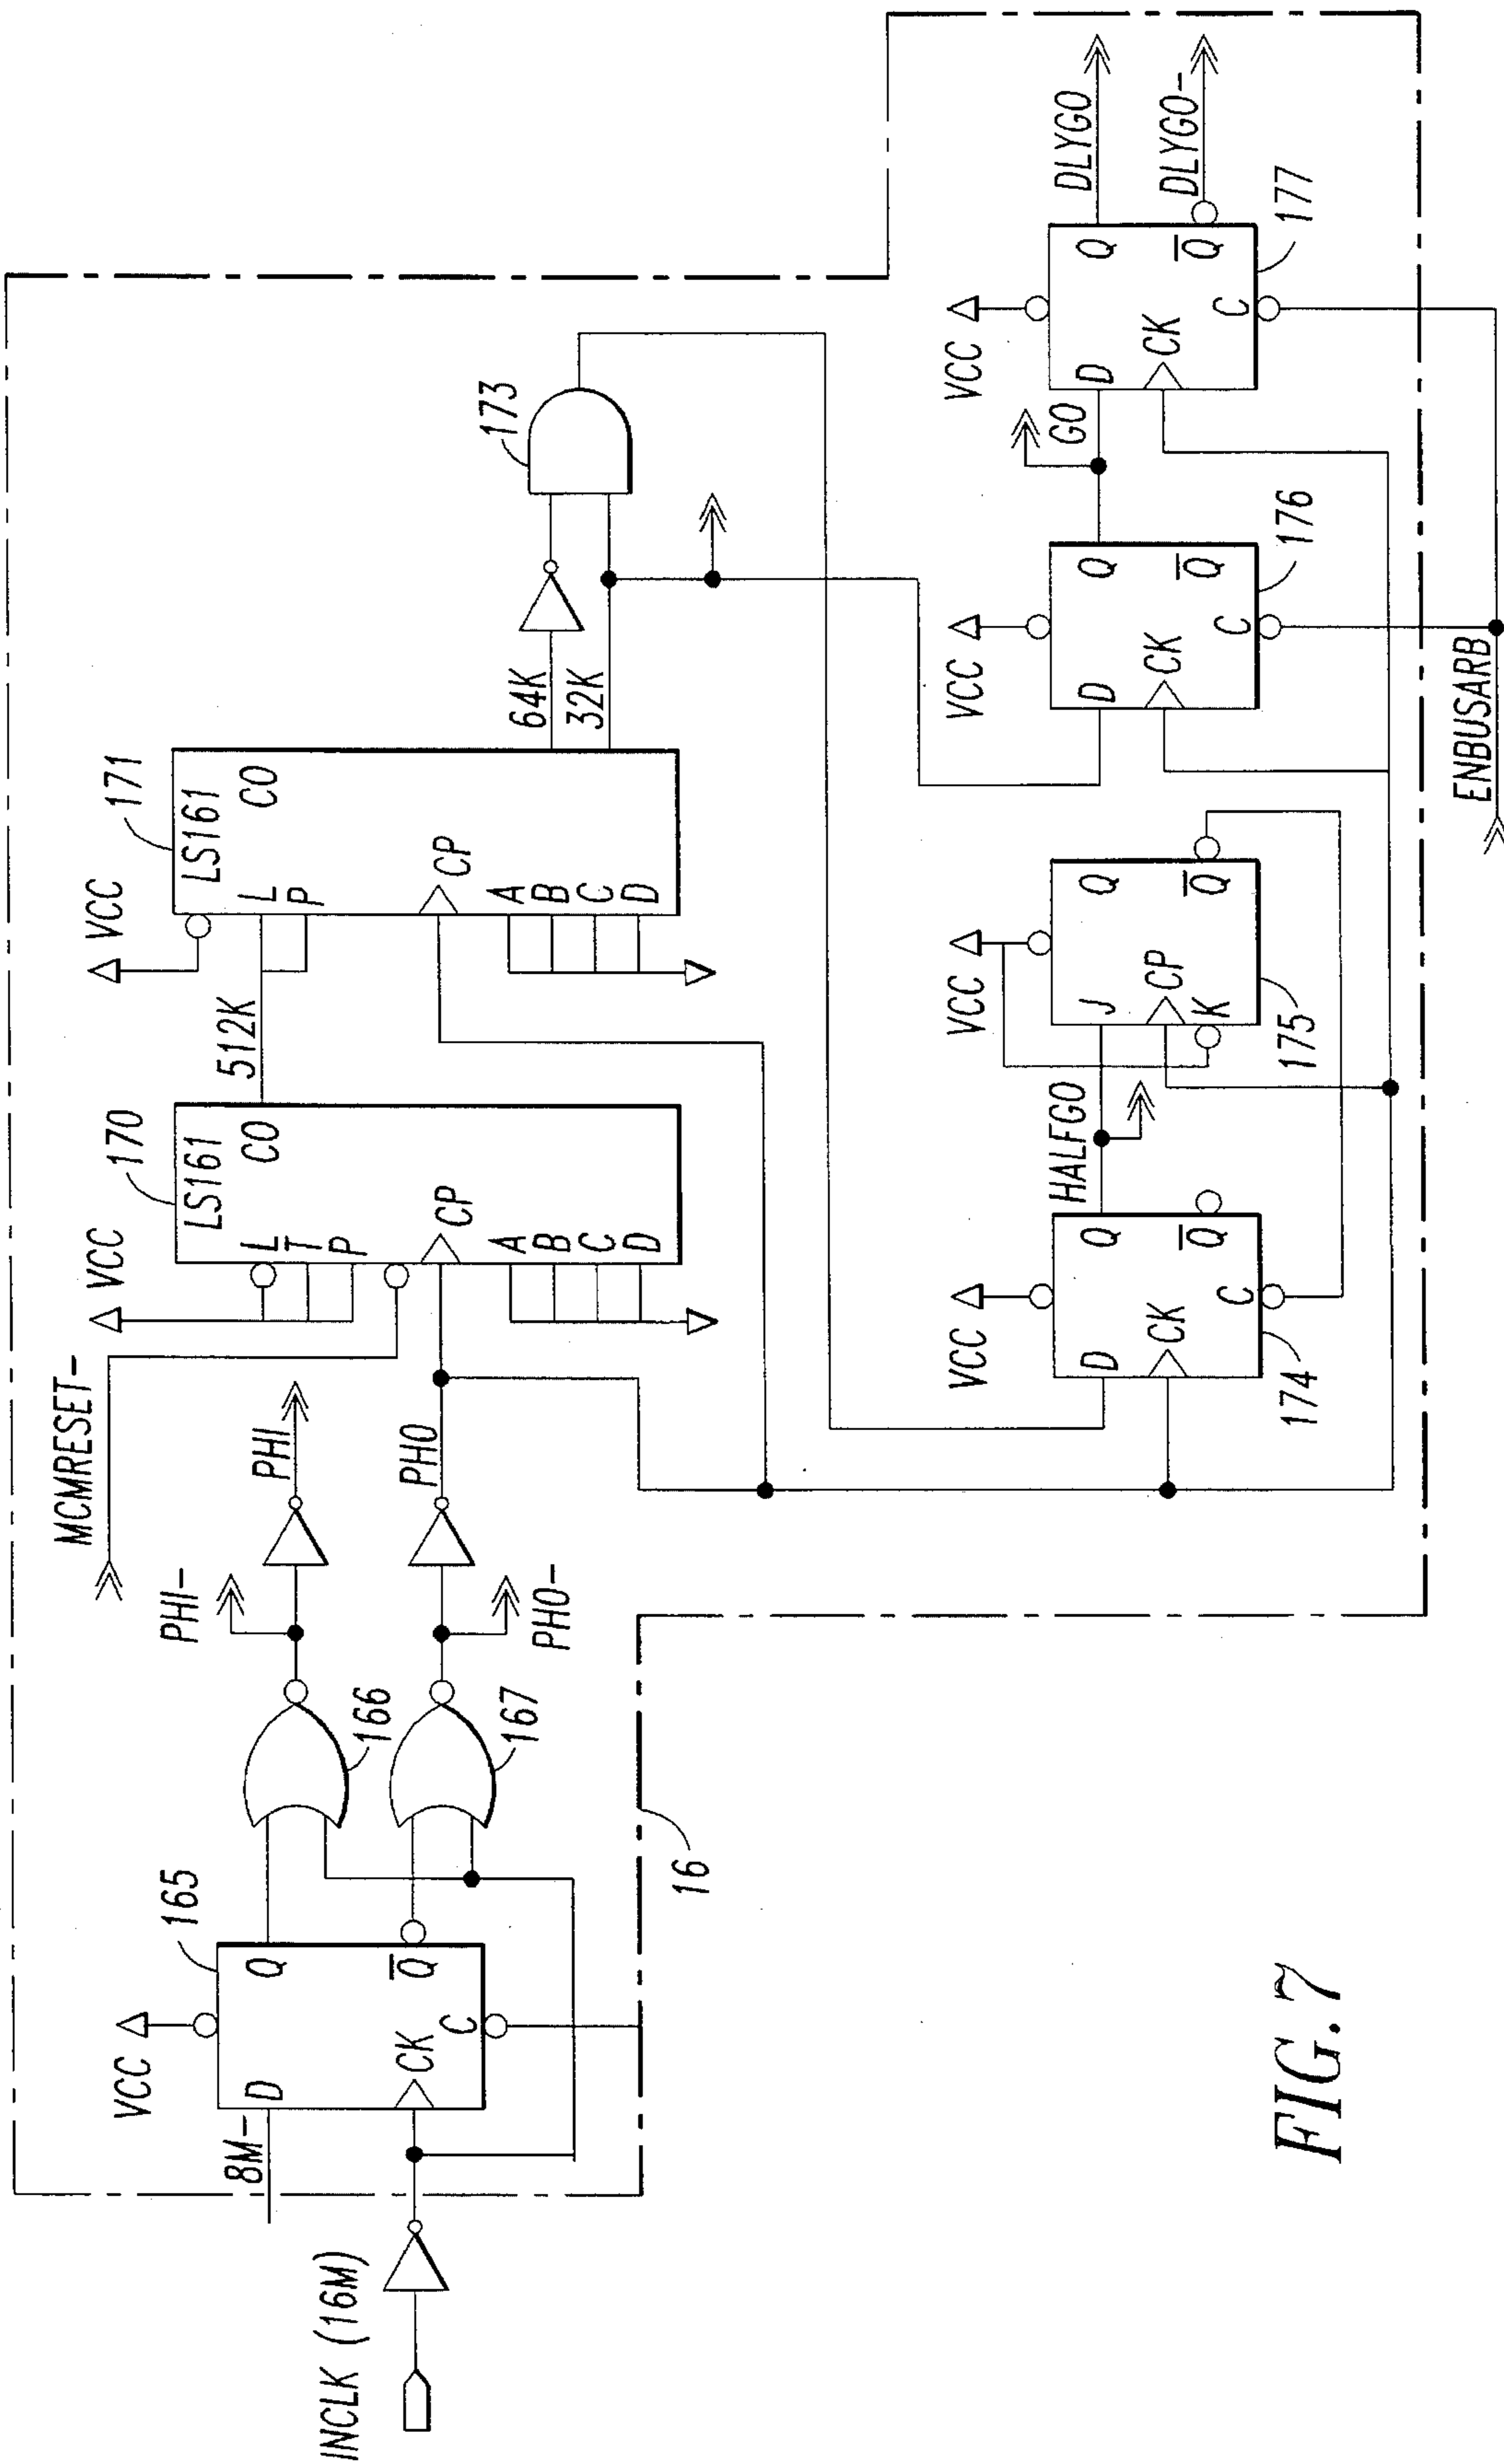 MCMRESET-
VCC
170
LS161
L
T
P
CO
CP
A
B
C
D
512K
VCC
171
LS161
L
P
CO
CP
A
B
C
D
64K
32K
173
INCLK (16M)
8M-
VCC
165
D
Q
CK
Q
C
166
167
PHI-
PHI
PHO
PHO-
16
VCC
D
Q
CK
Q
C
174
HALFGO
VCC
J
Q
CP
K
Q
175
VCC
D
Q
CK
Q
C
176
GO
VCC
D
Q
CK
Q
C
177
DLYGO
DLYGO-
ENBUSARB
FIG.7